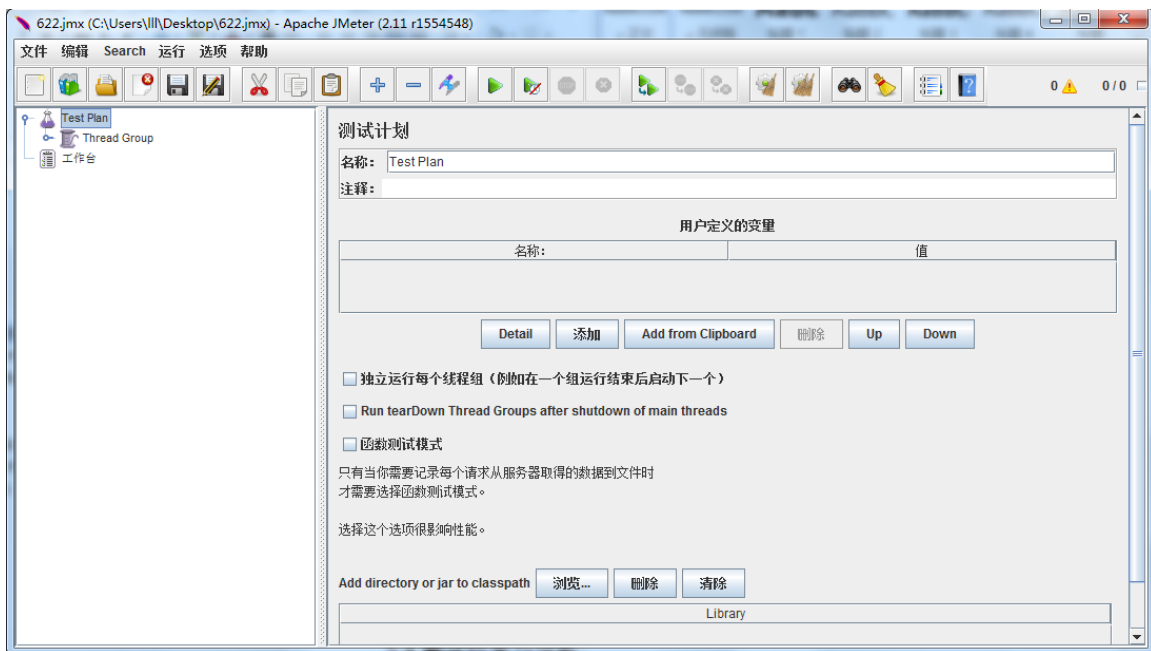 622.jmx (C:\Users\lll\Desktop\622.jmx) - Apache JMeter (2.11 r1554548)
文件 编辑 Search 运行 选项 帮助
0 0 / 0
Test Plan
Thread Group
工作台
测试计划
名称： Test Plan
注释：
用户定义的变量
名称： 值
Detail 添加 Add from Clipboard 删除 Up Down
独立运行每个线程组（例如在一个组运行结束后启动下一个）
Run tearDown Thread Groups after shutdown of main threads
函数测试模式
只有当你需要记录每个请求从服务器取得的数据到文件时
才需要选择函数测试模式。
选择这个选项很影响性能。
Add directory or jar to classpath 浏览... 删除 清除
Library